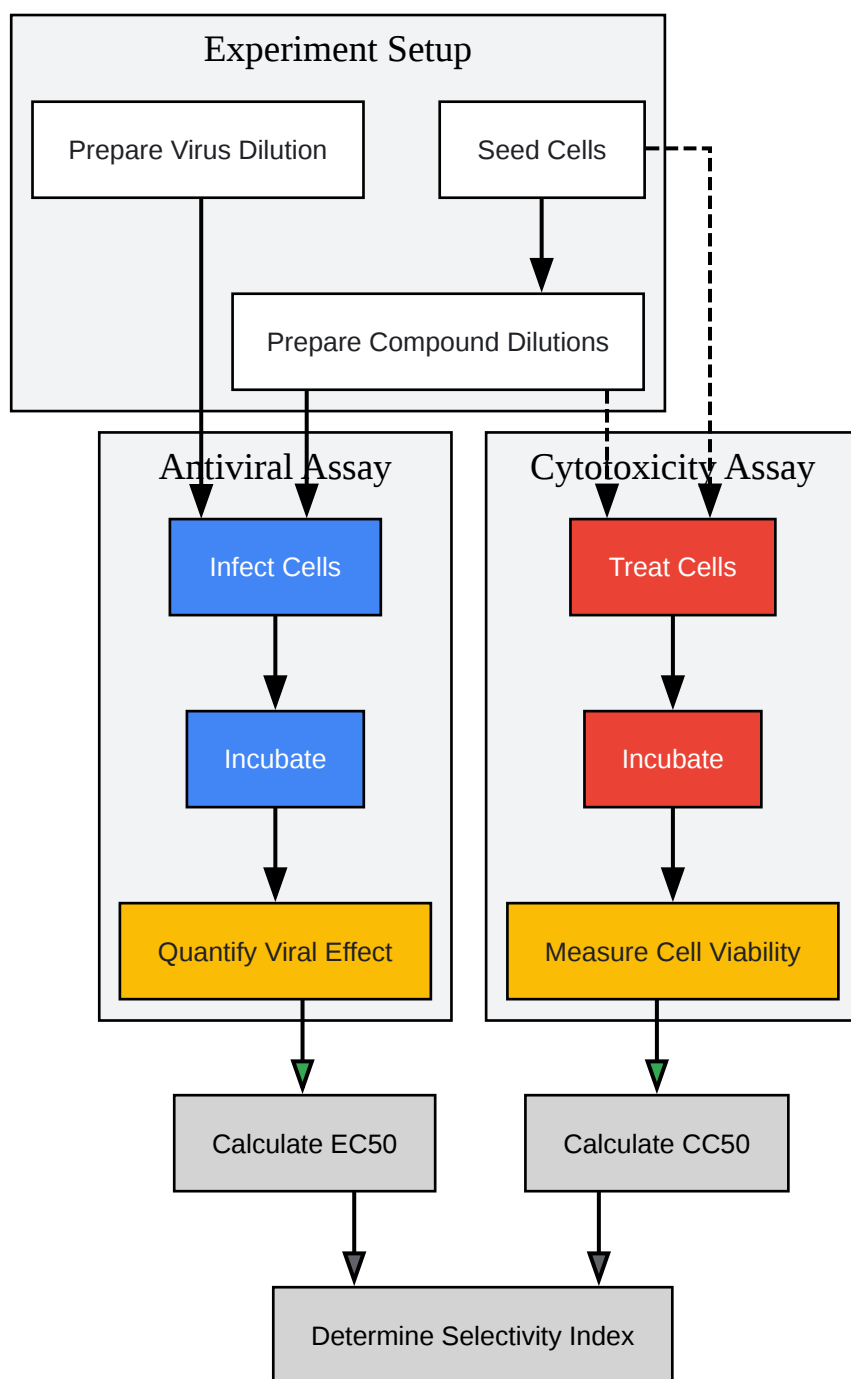 Experiment Setup
Prepare Virus Dilution
Seed Cells
Prepare Compound Dilutions
Antiviral Assay
Cytotoxicity Assay
Infect Cells
Treat Cells
Incubate
Incubate
Quantify Viral Effect
Measure Cell Viability
Calculate EC50
Calculate CC50
Determine Selectivity Index